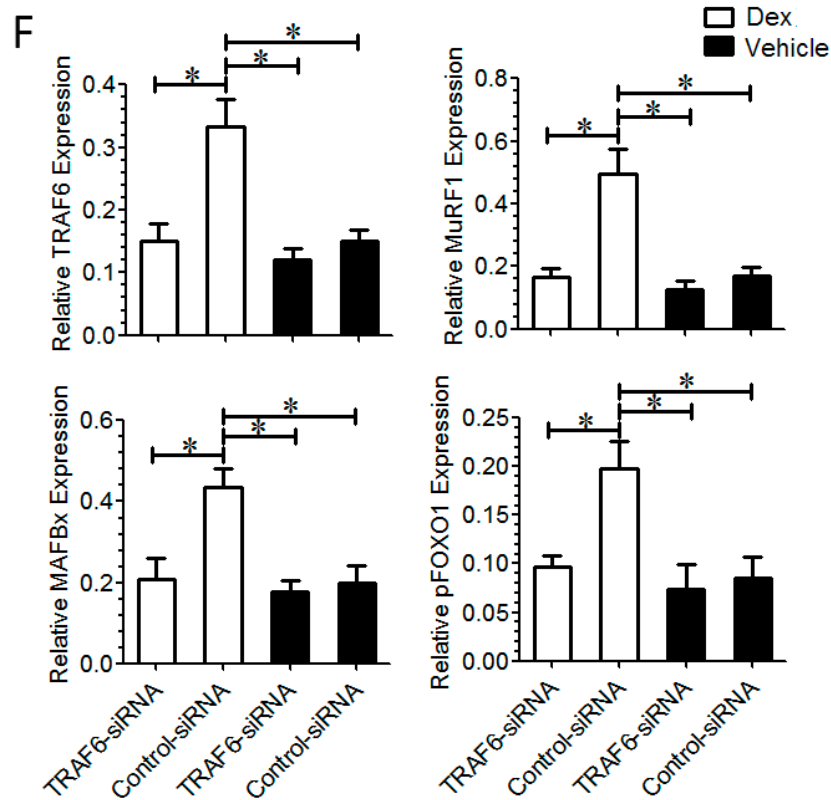 F
Dex
Vehicle
Relative TRAF6 Expression
0.4
0.3
0.2
0.1
0.0
*
*
*
Relative MuRF1 Expression
0.8
0.6
0.4
0.2
0.0
*
*
*
Relative MAFBx Expression
0.6
0.4
0.2
0.0
*
*
*
Relative pFOXO1 Expression
0.25
0.20
0.15
0.10
0.05
0.00
*
*
*
TRAF6-siRNA
Control-siRNA
TRAF6-siRNA
Control-siRNA
TRAF6-siRNA
Control-siRNA
TRAF6-siRNA
Control-siRNA